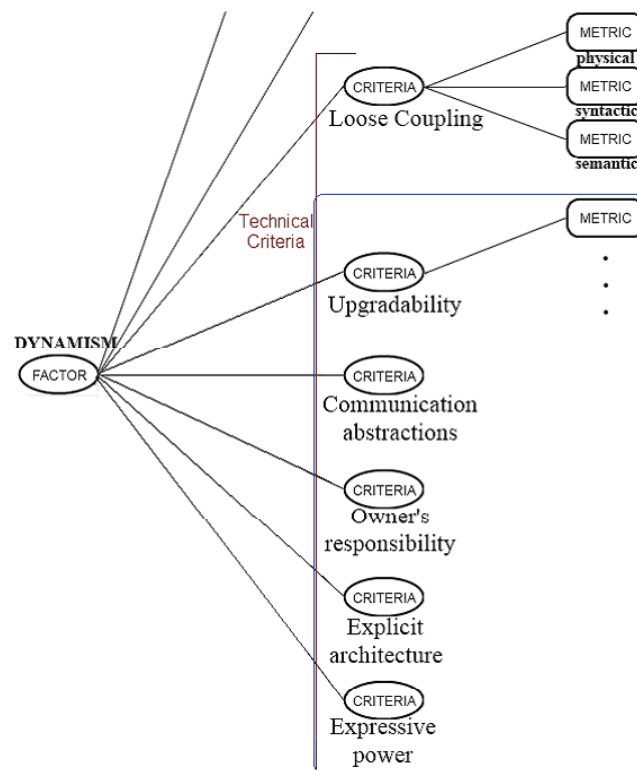 METRIC
physical
CRITERIA
METRIC
Loose Coupling
syntactic
METRIC
semantic
Technical
Criteria
METRIC
CRITERIA
Upgradability
DYNAMISM
FACTOR
CRITERIA
Communication
abstractions
CRITERIA
Owner's
responsibility
CRITERIA
Explicit
architecture
CRITERIA
Expressive
power